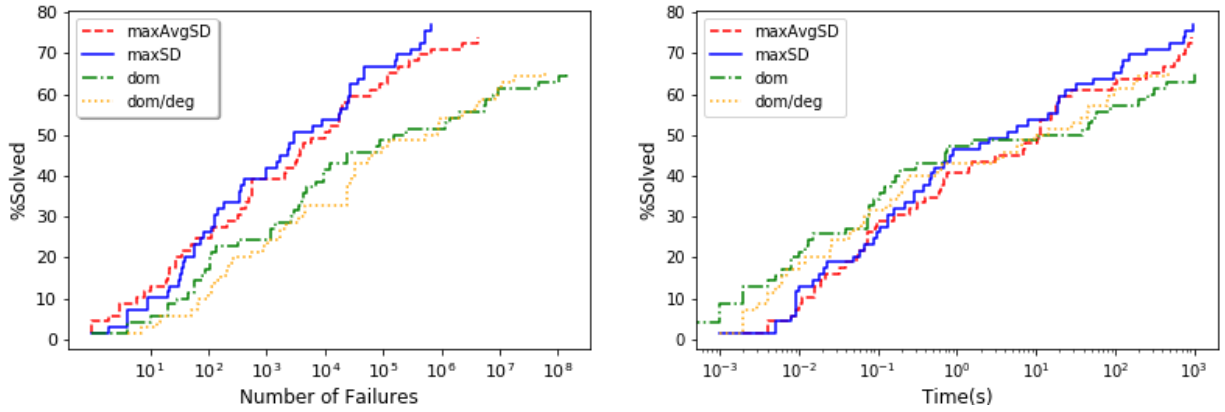 %Solved
80
70
60
50
40
30
20
10
0
maxAvgSD
maxSD
dom
dom/deg
10^1
10^2
10^3
10^4
10^5
10^6
10^7
10^8
Number of Failures
%Solved
80
70
60
50
40
30
20
10
0
maxAvgSD
maxSD
dom
dom/deg
10^−3
10^−2
10^−1
10^0
10^1
10^2
10^3
Time(s)